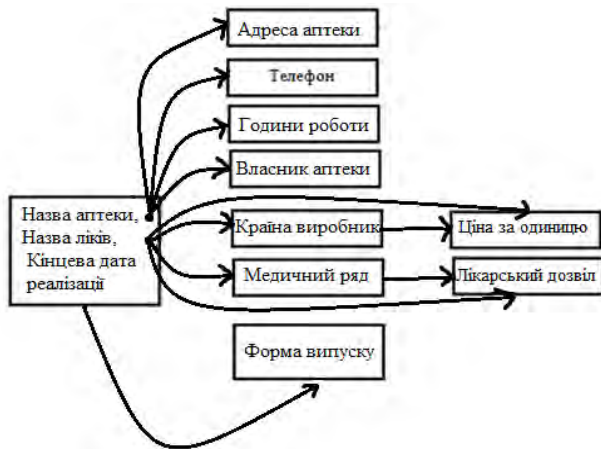 Адреса аптеки
Телефон
Години роботи
Власник аптеки
Назва аптеки,
Назва ліків,
Кінцева дата
реалізації
Країна виробник
Ціна за одиницю
Медичний ряд
Лікарський дозвіл
Форма випуску